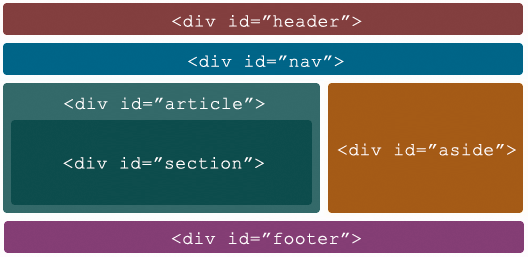 <div id=”header”>
<div id=”nav”>
<div id=”article”>
<div id=”section”>
<div id=”aside”>
<div id=”footer”>